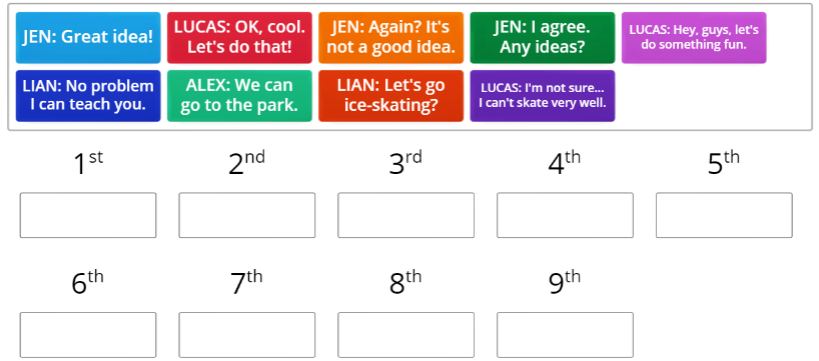 JEN: Great idea!
LUCAS: OK, cool.
Let's do that!
JEN: Again? It's
not a good idea.
JEN: I agree.
Any ideas?
LUCAS: Hey, guys, let's
do something fun.
LIAN: No problem
I can teach you.
ALEX: We can
go to the park.
LIAN: Let's go
ice-skating?
LUCAS: I'm not sure...
I can't skate very well.
1st
2nd
3rd
4th
5th
6th
7th
8th
9th